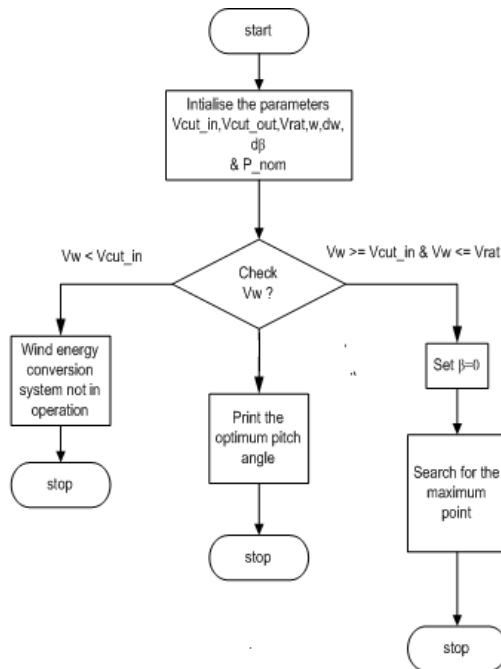 start
Intialise the parameters
Vcut_in,Vcut_out,Vrat,w,dw,
dβ
& P_nom
Vw < Vcut_in
Vw >= Vcut_in & Vw <= Vrat
Check
Vw ?
Wind energy
conversion
system not in
operation
Print the
optimum pitch
angle
Set β=0
Search for the
maximum
point
stop
stop
stop